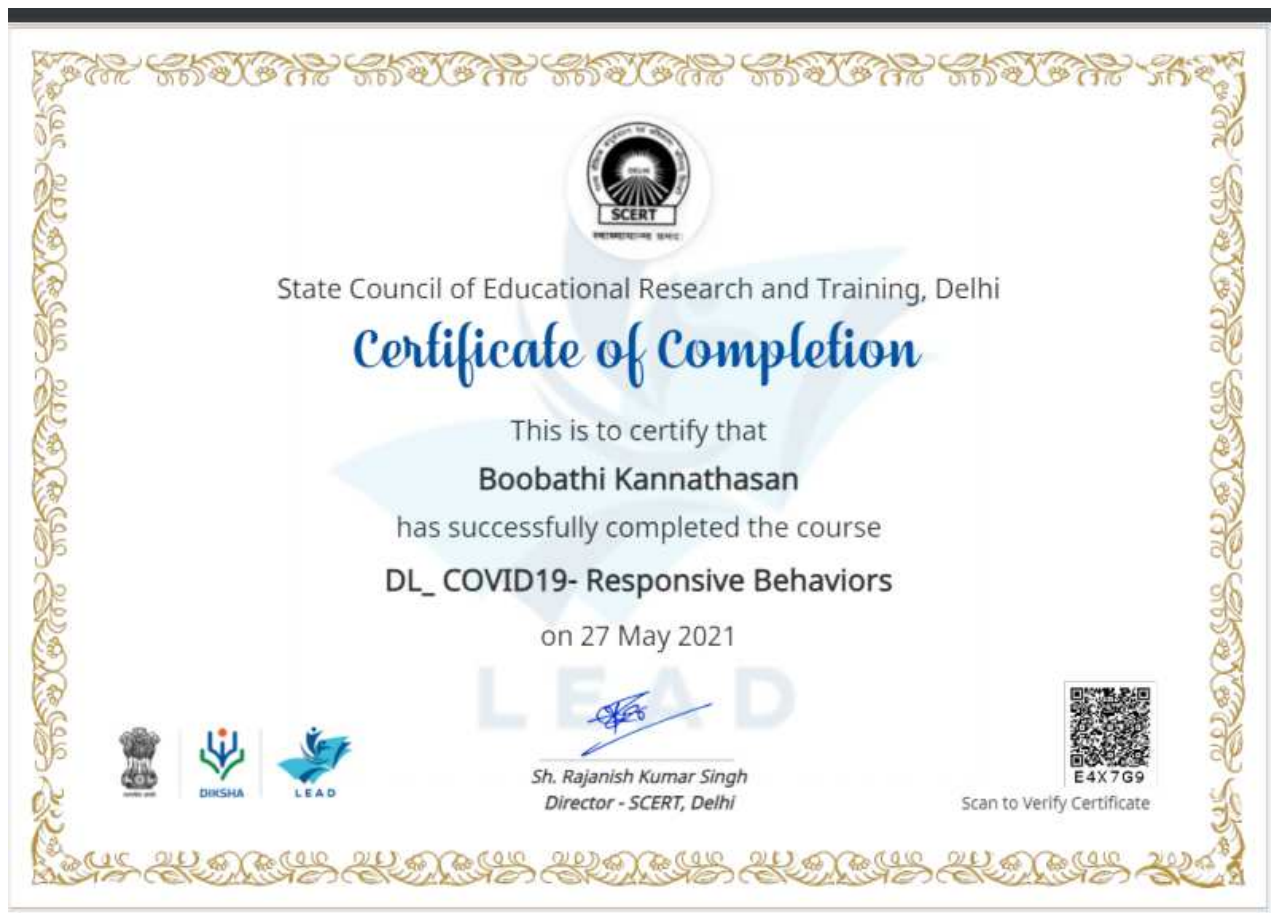 DELHI
SCERT
State Council of Educational Research and Training, Delhi
Certificate of Completion
This is to certify that
Boobathi Kannathasan
has successfully completed the course
DL_ COVID19- Responsive Behaviors
on 27 May 2021
LEAD
Sh. Rajanish Kumar Singh
Director - SCERT, Delhi
DIKSHA
LEAD
E4X7G9
Scan to Verify Certificate